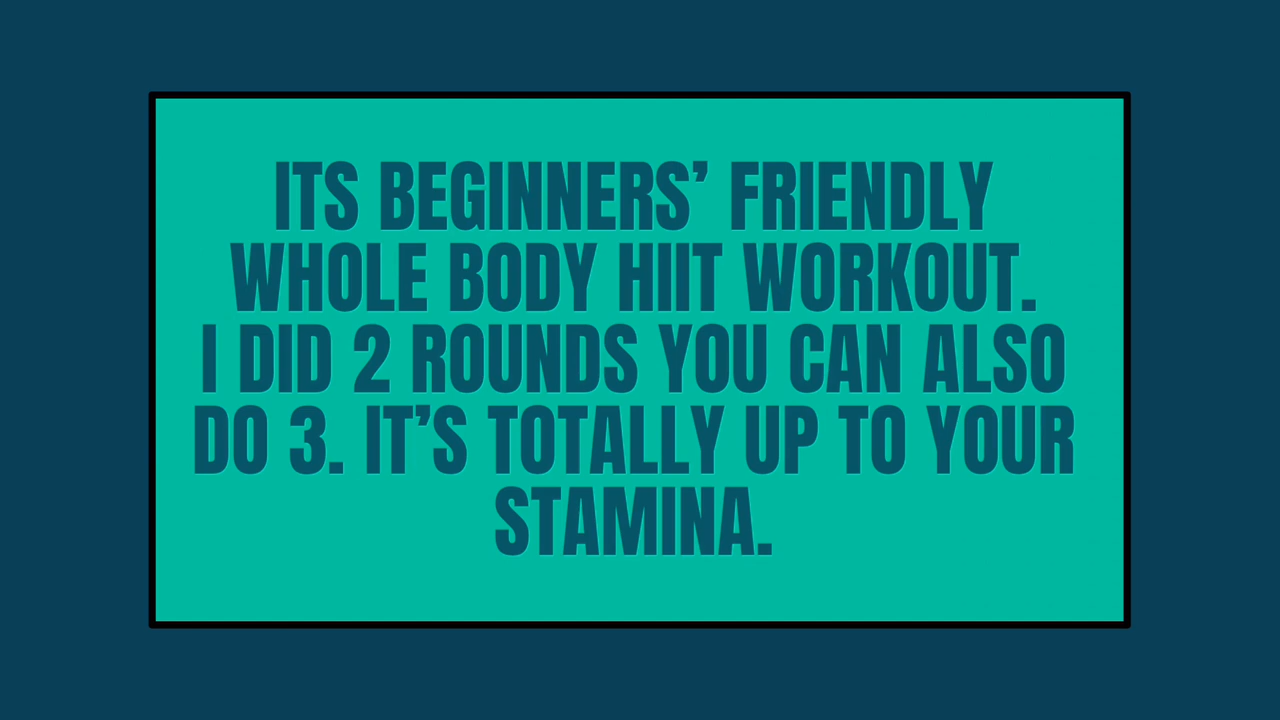 ITS BEGINNERS’ FRIENDLY
WHOLE BODY HIIT WORKOUT.
I DID 2 ROUNDS YOU CAN ALSO
DO 3. IT’S TOTALLY UP TO YOUR
STAMINA.